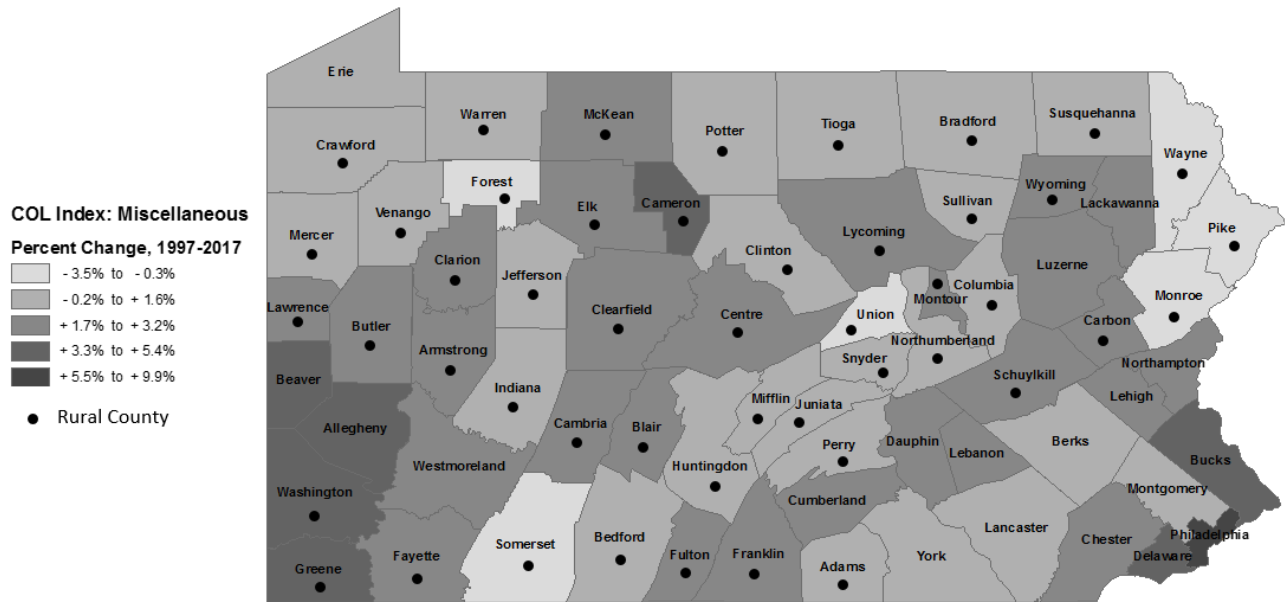 Erie
Warren
McKean
Potter
Tioga
Bradford
Susquehanna
Crawford
Wayne
Forest
Wyoming
Lackawanna
Elk
Cameron
Sullivan
COL Index: Miscellaneous
Venango
Pike
Mercer
Lycoming
Percent Change, 1997-2017
Clinton
Clarion
Luzerne
- 3.5% to - 0.3%
Jefferson
Columbia
- 0.2% to + 1.6%
Montour
Monroe
Lawrence
Clearfield
Centre
Union
+ 1.7% to + 3.2%
Butler
Carbon
Northumberland
+ 3.3% to + 5.4%
Armstrong
Snyder
Northampton
+ 5.5% to + 9.9%
Beaver
Schuylkill
Indiana
Mifflin
Juniata
Lehigh
Rural County
Allegheny
Cambria
Blair
Perry
Dauphin
Lebanon
Berks
Bucks
Westmoreland
Huntingdon
Washington
Montgomery
Cumberland
Lancaster
Philadelphia
Somerset
Bedford
Chester
Fayette
Fulton
Franklin
York
Delaware
Greene
Adams